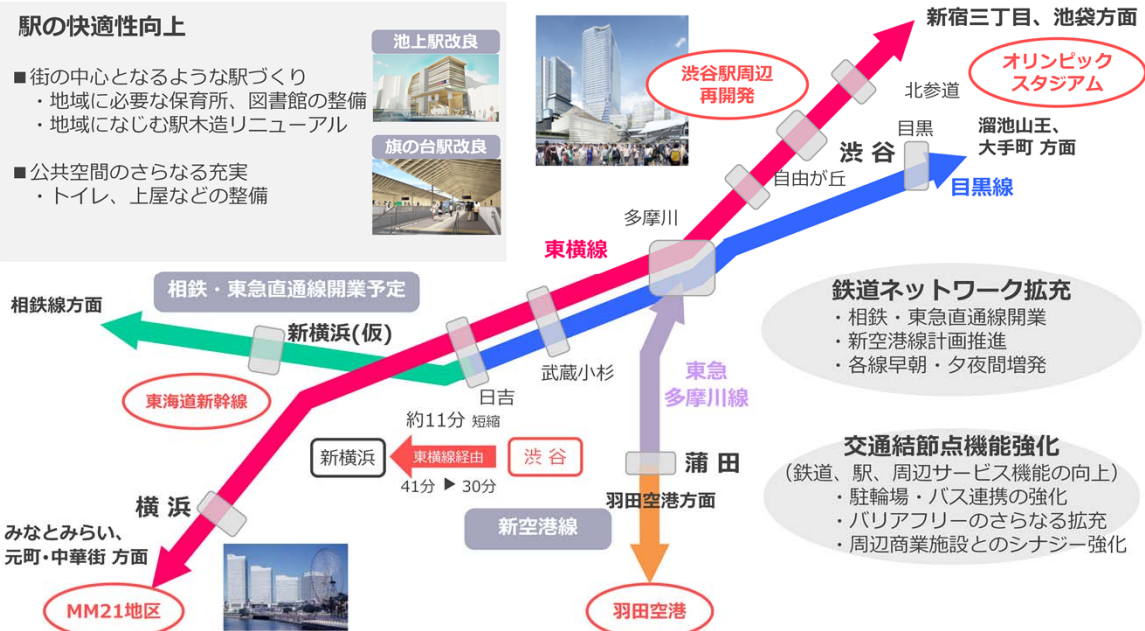 駅の快適性向上
■街の中心となるような駅づくり
・地域に必要な保育所、図書館の整備
・地域になじむ駅木造リニューアル
■公共空間のさらなる充実
・トイレ、上屋などの整備
池上駅改良
旗の台駅改良
渋谷駅周辺
再開発
新宿三丁目、池袋方面
オリンピック
スタジアム
北参道
渋 谷
目黒
溜池山王、
大手町 方面
目黒線
自由が丘
多摩川
東横線
相鉄・東急直通線開業予定
相鉄線方面
新横浜(仮)
東海道新幹線
武蔵小杉
日吉
約11分 短縮
新横浜
東横線経由
渋 谷
41分 ▶ 30分
東急
多摩川線
蒲 田
羽田空港方面
新空港線
羽田空港
横 浜
みなとみらい、
元町・中華街 方面
MM21地区
鉄道ネットワーク拡充
・相鉄・東急直通線開業
・新空港線計画推進
・各線早朝・夕夜間増発
交通結節点機能強化
(鉄道、駅、周辺サービス機能の向上)
・駐輪場・バス連携の強化
・バリアフリーのさらなる拡充
・周辺商業施設とのシナジー強化